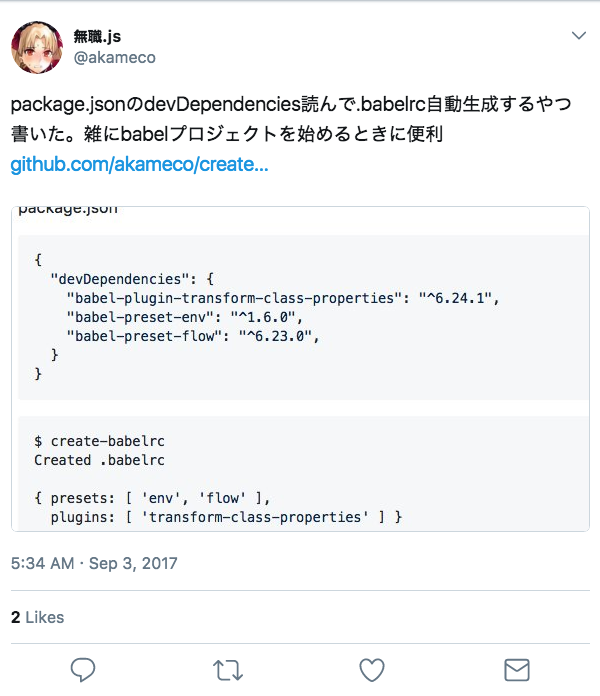 無職.js
@akameco
package.jsonのdevDependencies読んで.babelrc自動生成するやつ
書いた。雑にbabelプロジェクトを始めるときに便利
github.com/akameco/create…
package.json
{
  "devDependencies": {
    "babel-plugin-transform-class-properties": "^6.24.1",
    "babel-preset-env": "^1.6.0",
    "babel-preset-flow": "^6.23.0",
  }
}
$ create-babelrc
Created .babelrc
{ presets: [ 'env', 'flow' ],
  plugins: [ 'transform-class-properties' ] }
5:34 AM · Sep 3, 2017
2 Likes